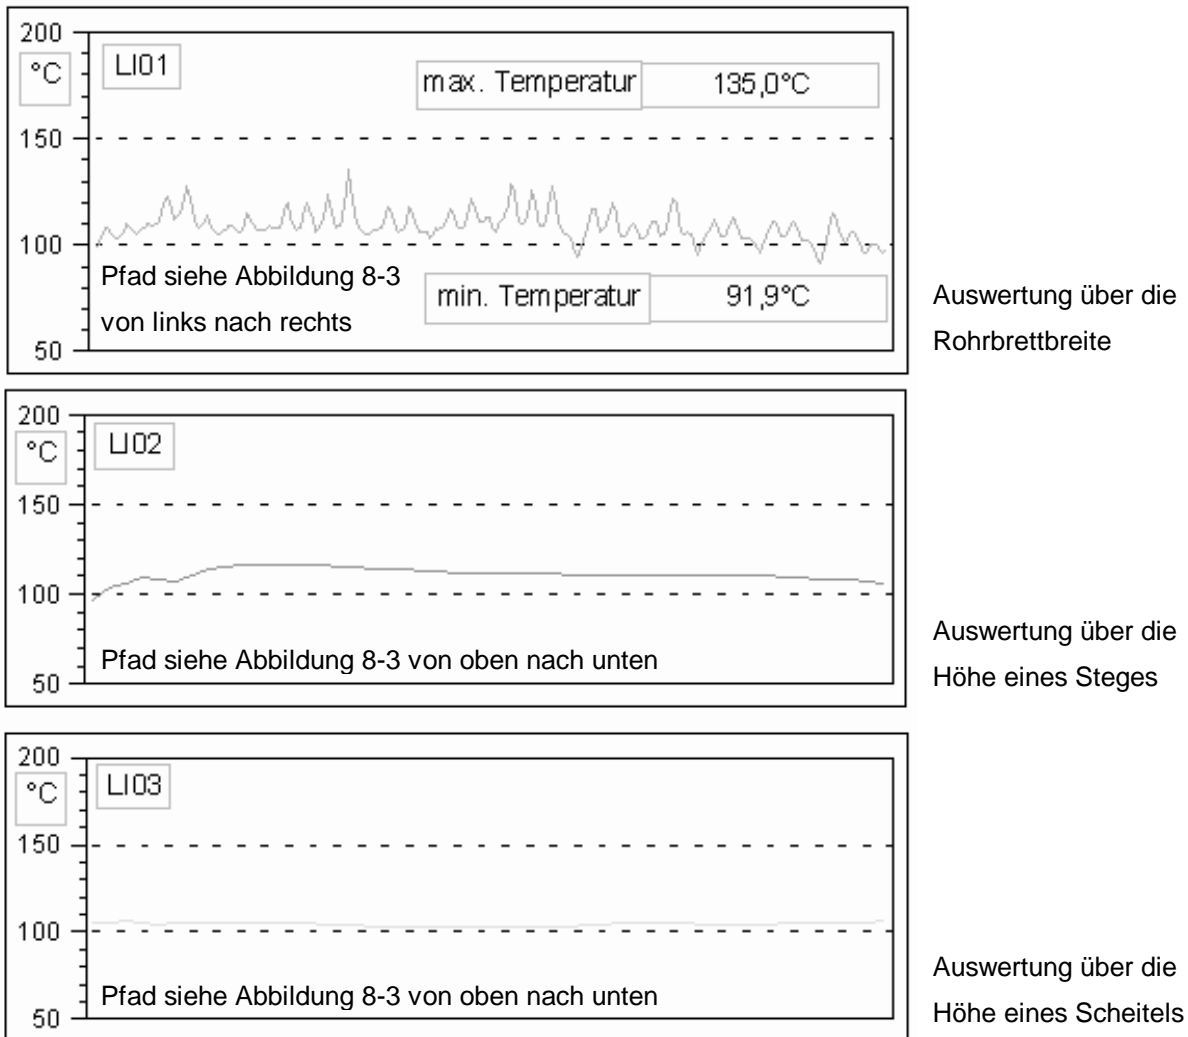 200
°C
LI01
max. Temperatur 135,0°C
150
100
Pfad siehe Abbildung 8-3
von links nach rechts
min. Temperatur 91,9°C
50
Auswertung über die
Rohrbrettbreite
200
°C
LI02
150
100
Pfad siehe Abbildung 8-3 von oben nach unten
50
Auswertung über die
Höhe eines Steges
200
°C
LI03
150
100
Pfad siehe Abbildung 8-3 von oben nach unten
50
Auswertung über die
Höhe eines Scheitels